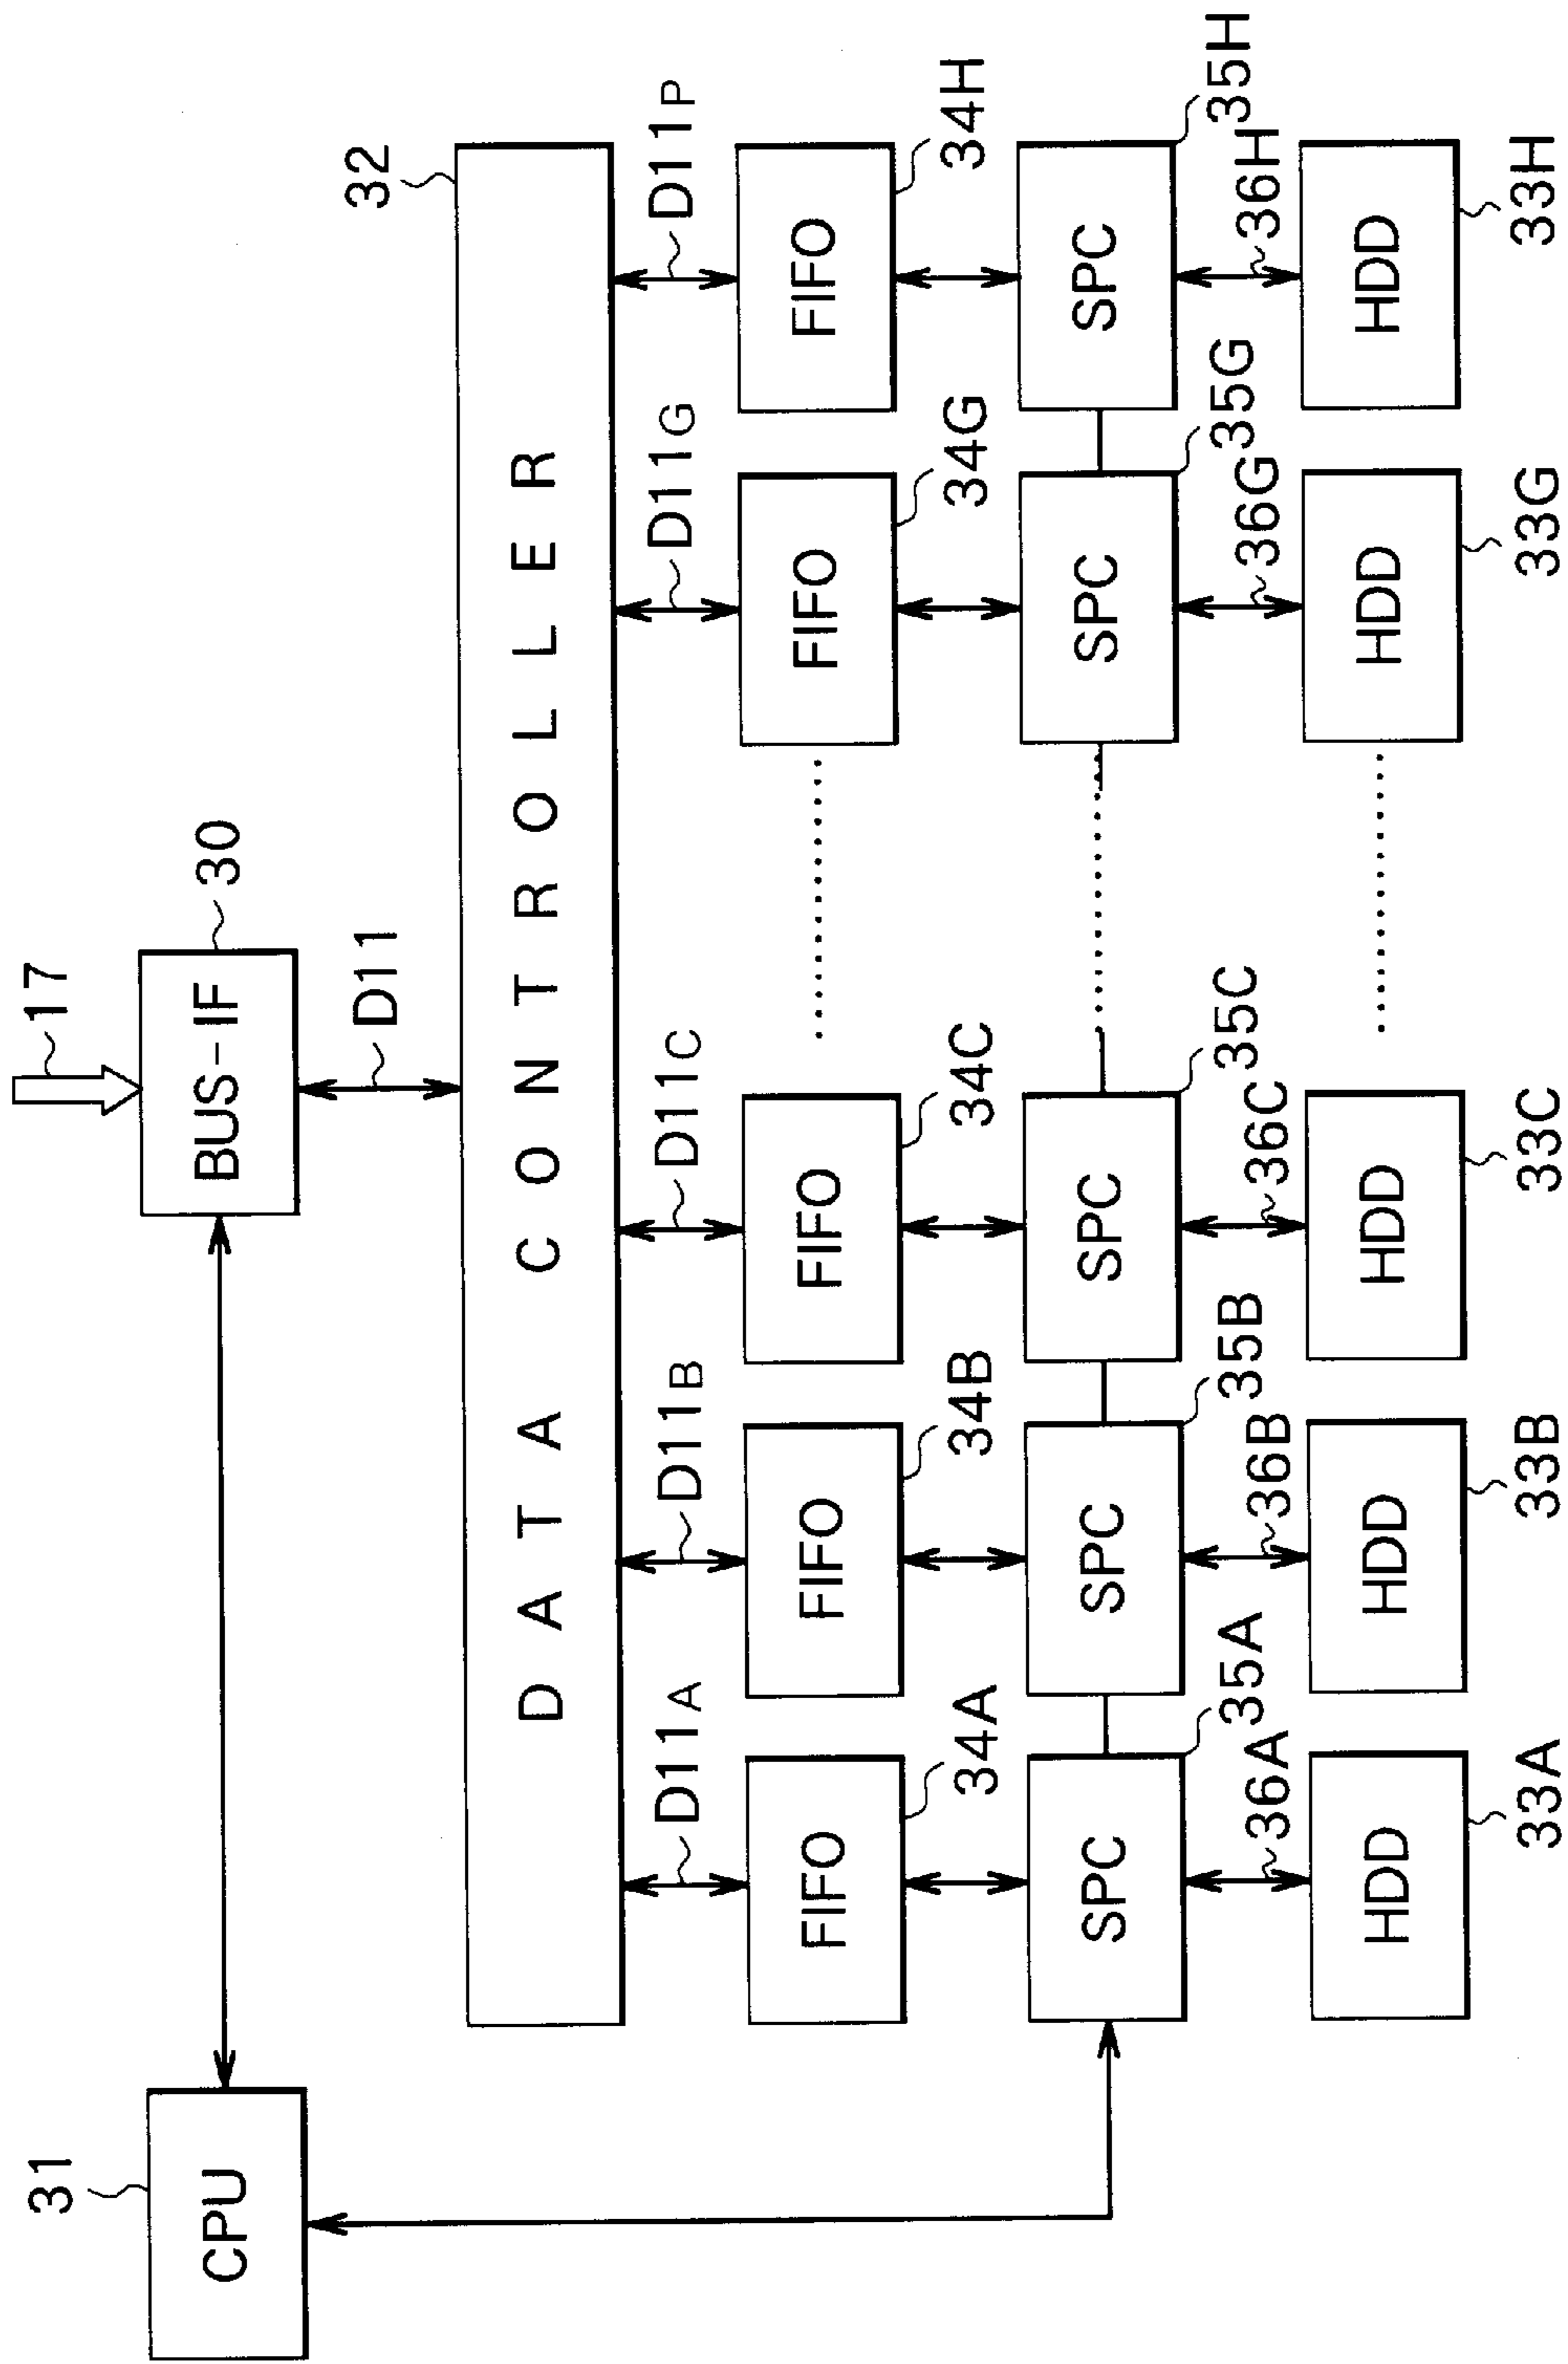 31
CPU
17
BUS-IF
30
D11
32
DATA CONTROLLER
D11A
D11B
D11C
D11G
D11P
FIFO
FIFO
FIFO
FIFO
FIFO
34A
34B
34C
34G
34H
SPC
SPC
SPC
SPC
SPC
35A
35B
35C
35G
35H
36A
36B
36C
36G
36H
HDD
HDD
HDD
HDD
HDD
33A
33B
33C
33G
33H